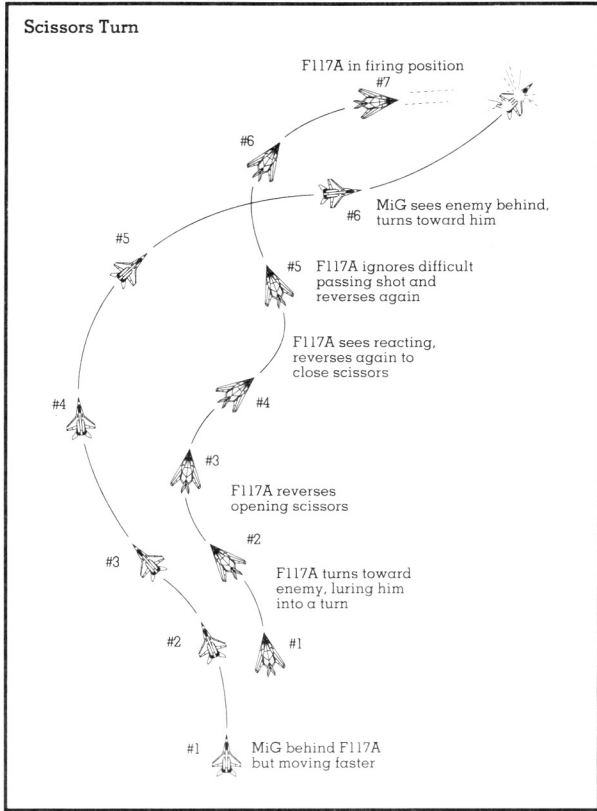 Scissors Turn
F117A in firing position
#7
#6
#6
MiG sees enemy behind,
turns toward him
#5
#5
F117A ignores difficult
passing shot and
reverses again
F117A sees reacting,
reverses again to
close scissors
#4
#4
#3
F117A reverses
opening scissors
#2
#3
F117A turns toward
enemy, luring him
into a turn
#2
#1
#1
MiG behind F117A
but moving faster